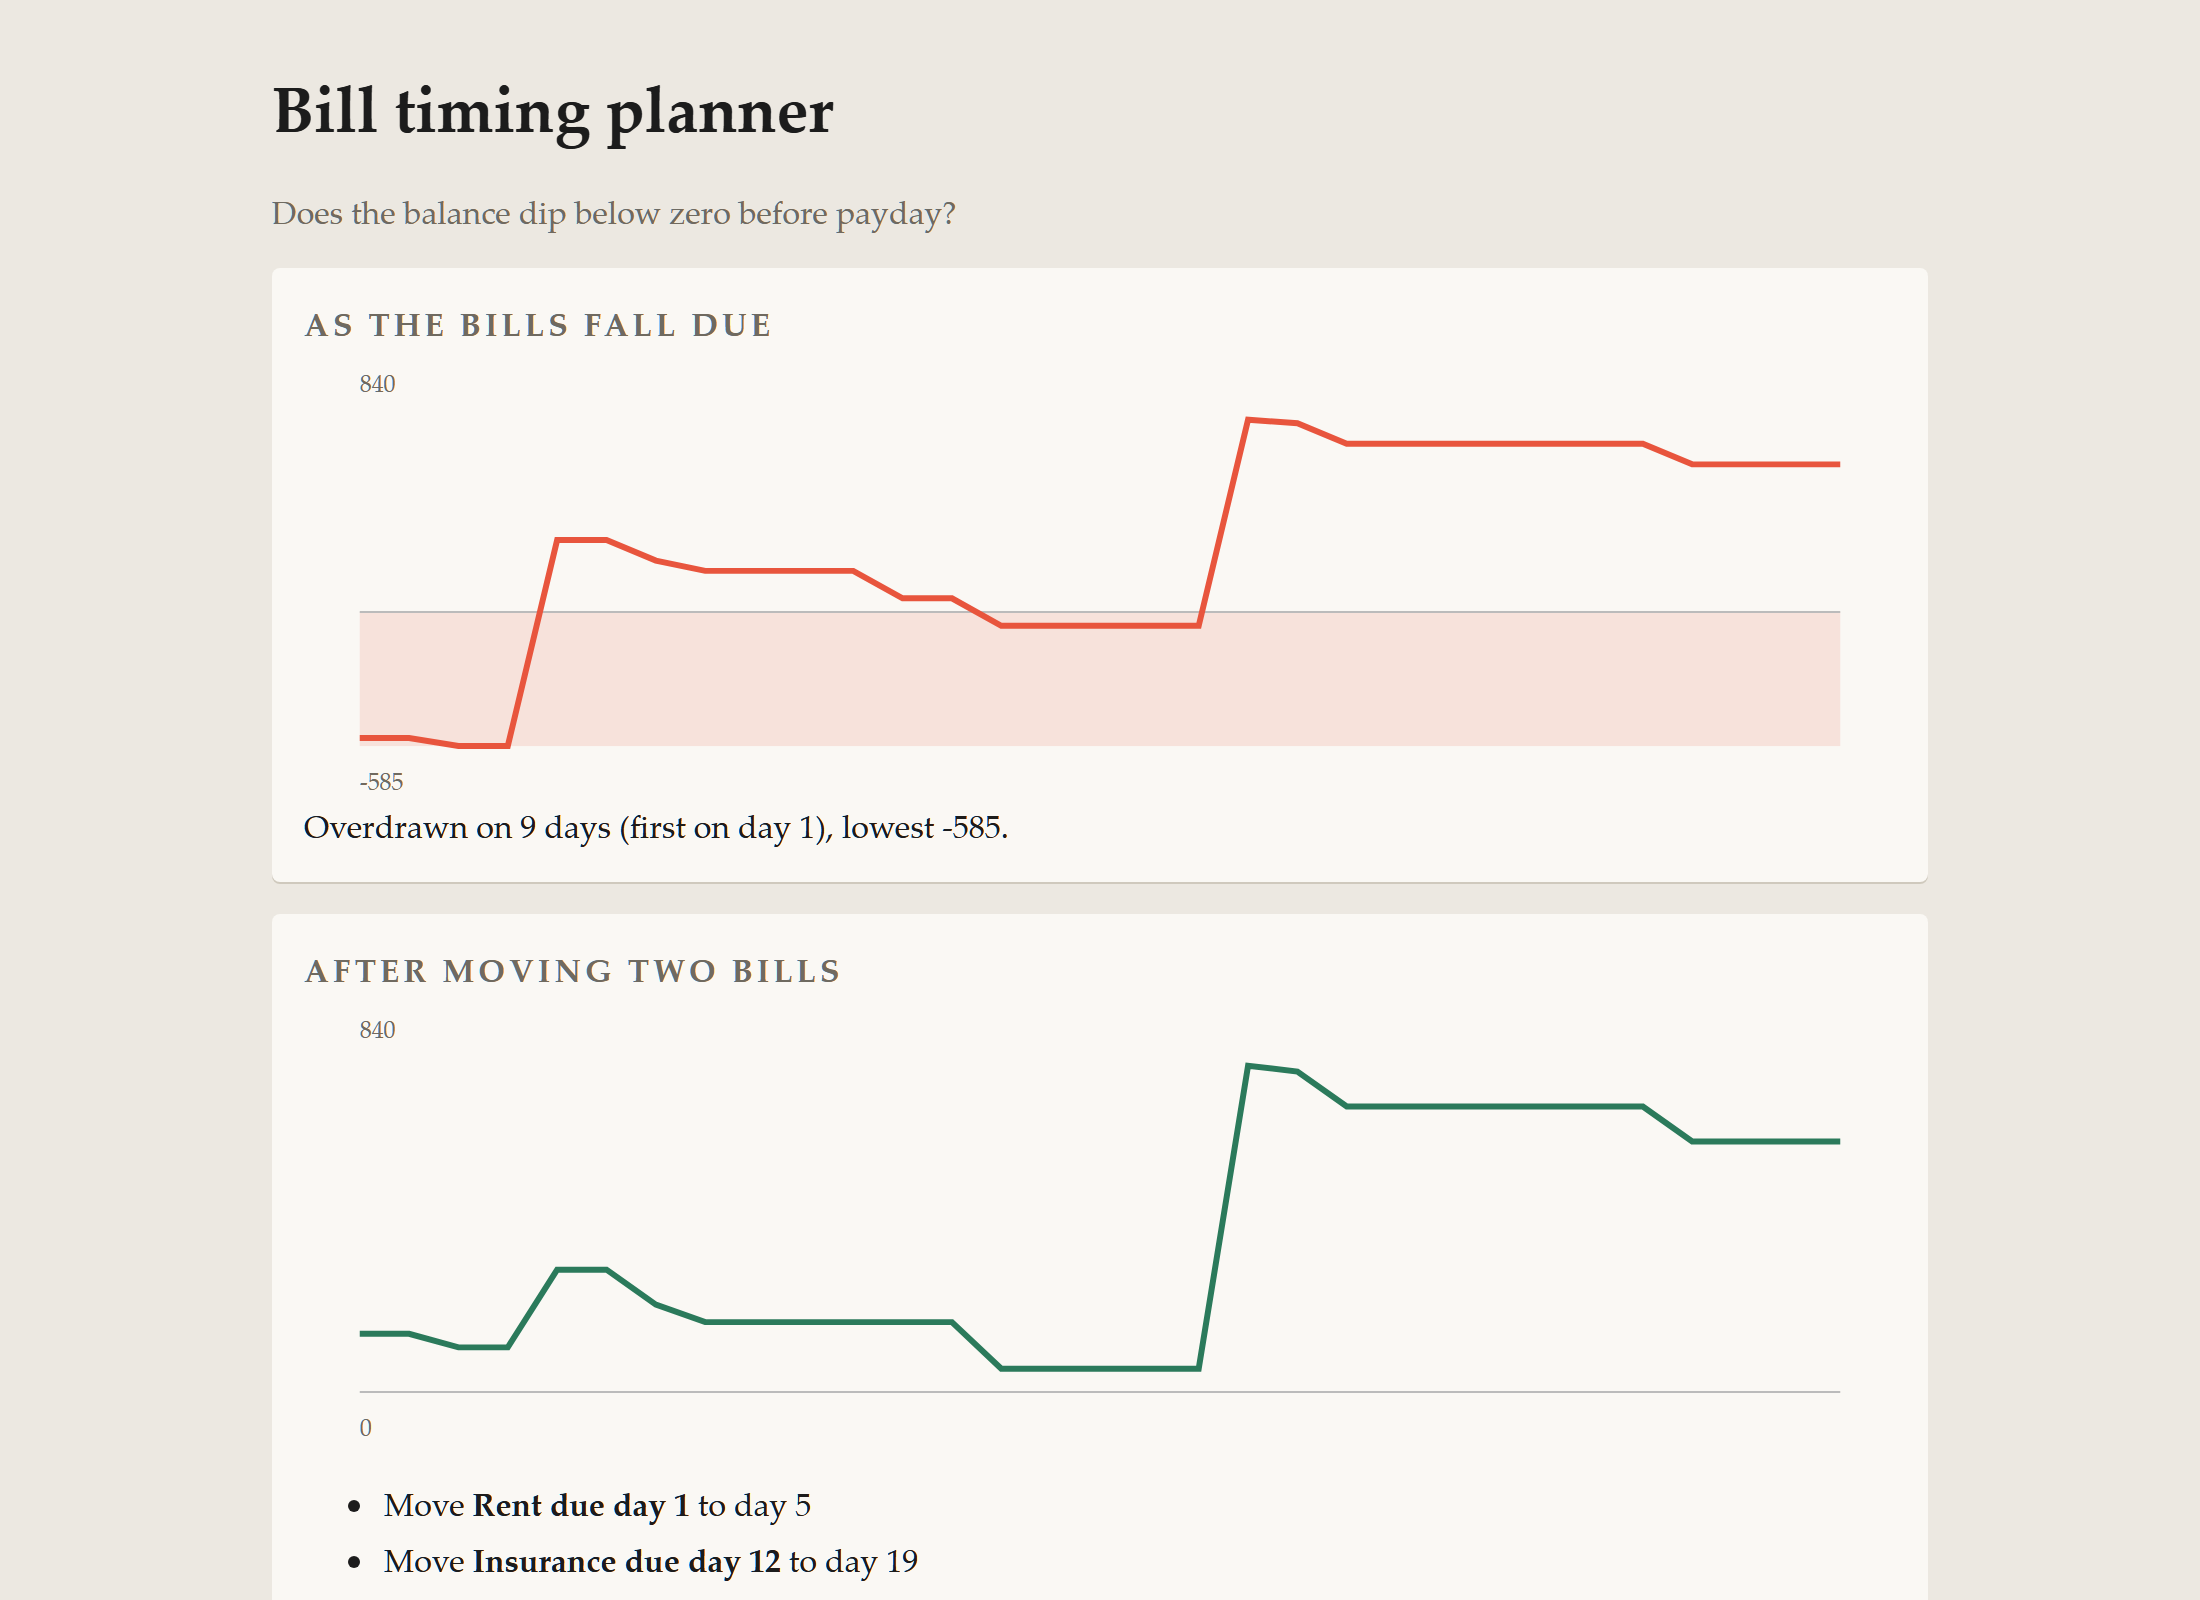 Bill timing planner
Does the balance dip below zero before payday?
AS THE BILLS FALL DUE
840
-585
Overdrawn on 9 days (first on day 1), lowest -585.
AFTER MOVING TWO BILLS
840
0
Move Rent due day 1 to day 5
Move Insurance due day 12 to day 19